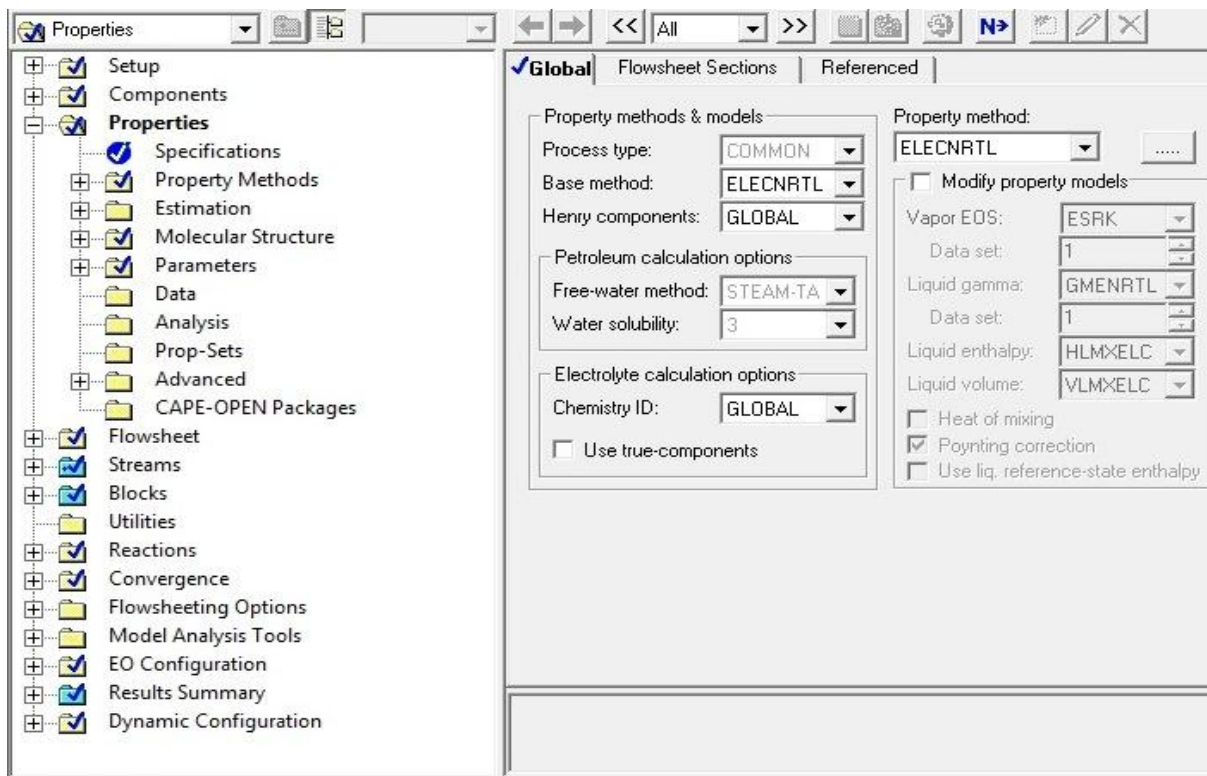 Properties
<< All >> N>
Setup
Components
Properties
Specifications
Property Methods
Estimation
Molecular Structure
Parameters
Data
Analysis
Prop-Sets
Advanced
CAPE-OPEN Packages
Flowsheet
Streams
Blocks
Utilities
Reactions
Convergence
Flowsheeting Options
Model Analysis Tools
EO Configuration
Results Summary
Dynamic Configuration
Global Flowsheet Sections Referenced
Property methods & models
Process type: COMMON
Base method: ELECNRTL
Henry components: GLOBAL
Petroleum calculation options
Free-water method: STEAM-TA
Water solubility: 3
Electrolyte calculation options
Chemistry ID: GLOBAL
Use true-components
Property method:
ELECNRTL .....
Modify property models
Vapor EOS: ESRK
Data set: 1
Liquid gamma: GMENRTL
Data set: 1
Liquid enthalpy: HLMXELC
Liquid volume: VLMXELC
Heat of mixing
Poynting correction
Use liq. reference-state enthalpy